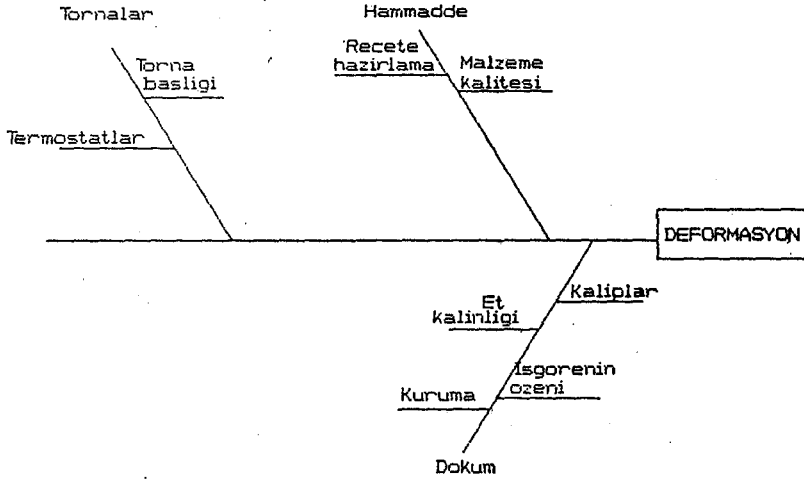 Tornalar
Hammadde
Torna
basligi
Recete
hazirlama
Malzeme
kalitesi
Termostatlar
DEFORMASYON
Et
kalinligi
Kaliplar
Kuruma
Isgorenin
ozeni
Dokum